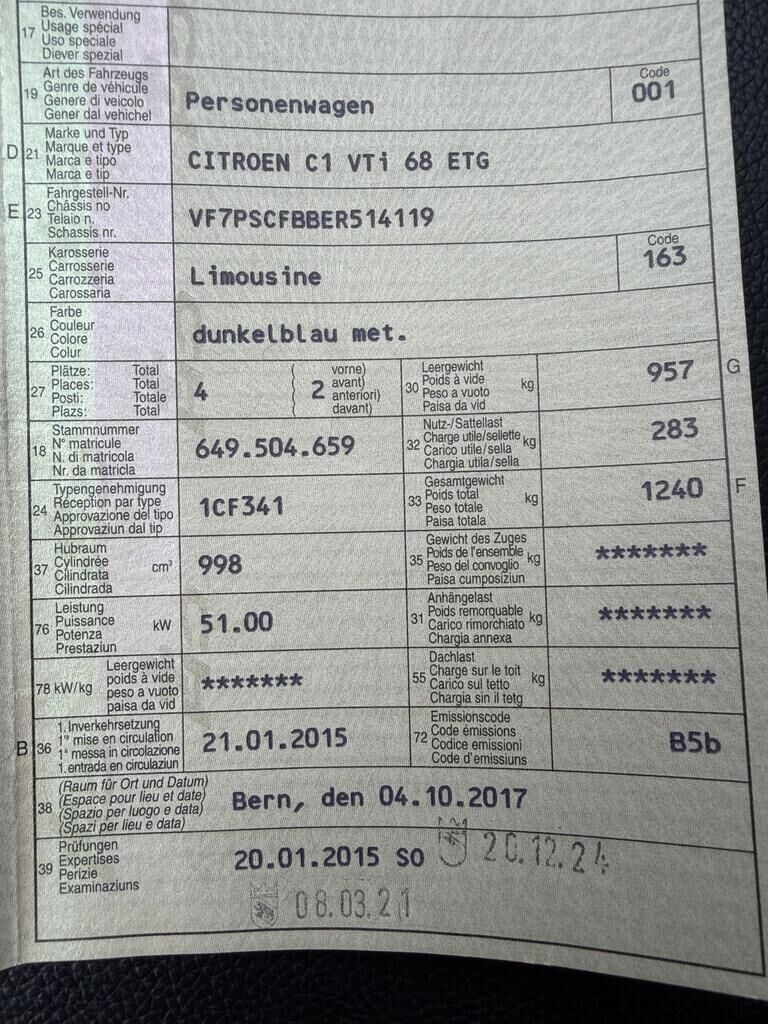 17 Bes. Verwendung
Usage spécial
Uso speciale
Diever spezial
19 Art des Fahrzeugs
Genre de véhicule
Genere di veicolo
Gener dal vehichel
Personenwagen
Code
001
D 21 Marke und Typ
Marque et type
Marca e tipo
Marca e tip
CITROEN C1 VTi 68 ETG
E 23 Fahrgestell-Nr.
Châssis no
Telaio n.
Schassis nr.
VF7PSCFBBER514119
25 Karosserie
Carrosserie
Carrozzeria
Carossaria
Limousine
Code
163
26 Farbe
Couleur
Colore
Colur
dunkelblau met.
27 Plätze: Total
Places: Total
Posti: Totale
Plazs: Total
4
2
vorne)
avant)
anteriori)
davant)
30 Leergewicht
Poids à vide
Peso a vuoto
Paisa da vid
kg
957
G
18 Stammnummer
N° matricule
N. di matricola
Nr. da matricla
649.504.659
32 Nutz-/Sattellast
Charge utile/sellette
Carico utile/sella
Chargia utila/sella
kg
283
24 Typengenehmigung
Réception par type
Approvazione del tipo
Approvaziun dal tip
1CF341
33 Gesamtgewicht
Poids total
Peso totale
Paisa totala
kg
1240
F
37 Hubraum
Cylindrée
Cilindrata
Cilindrada
cm³
998
35 Gewicht des Zuges
Poids de l'ensemble
Peso del convoglio
Paisa cumposiziun
kg
*******
76 Leistung
Puissance
Potenza
Prestaziun
kW
51.00
31 Anhängelast
Poids remorquable
Carico rimorchiato
Chargia annexa
kg
*******
78 kW/kg
Leergewicht
poids à vide
peso a vuoto
paisa da vid
*******
55 Dachlast
Charge sur le toit
Carico sul tetto
Chargia sin il tetg
kg
*******
B 36 1. Inverkehrsetzung
1re mise en circulation
1a messa in circolazione
1. entrada en circulaziun
21.01.2015
72 Emissionscode
Code émissions
Codice emissioni
Code d'emissiuns
B5b
38 (Raum für Ort und Datum)
(Espace pour lieu et date)
(Spazio per luogo e data)
(Spazi per lieu e data)
Bern, den 04.10.2017
39 Prüfungen
Expertises
Perizie
Examinaziuns
20.01.2015 SO
20.12.24
08.03.21